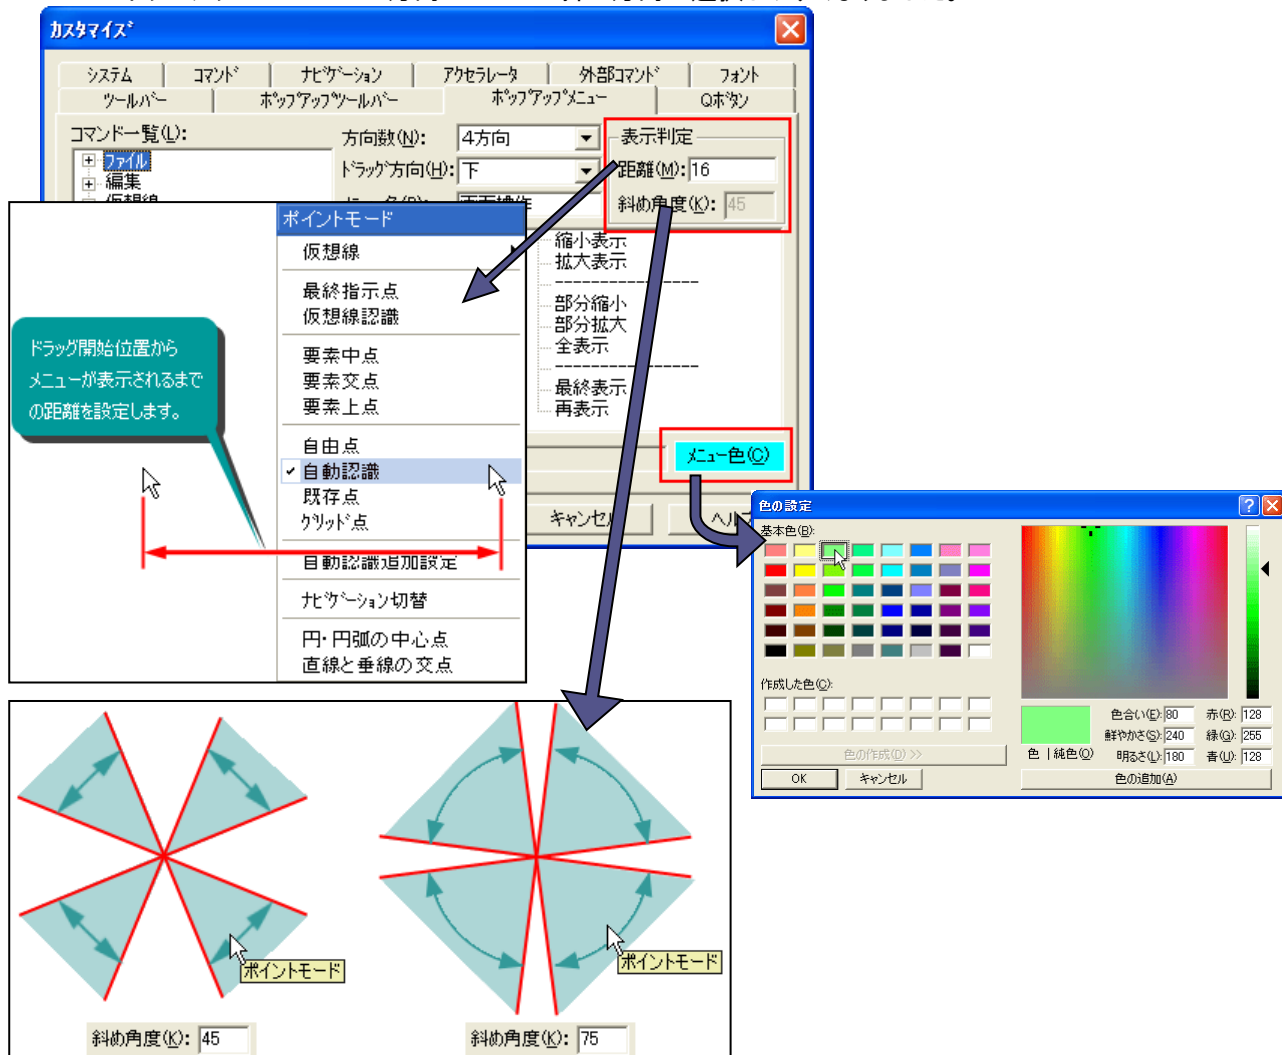 カスタマイズ
システム
コマンド
ナビゲーション
アクセラレータ
外部コマンド
フォント
ツールバー
ポップアップツールバー
ポップアップメニュー
Qボタン
コマンド一覧(L):
ファイル
編集
方向数(N):
4方向
ドラッグ方向(H):
下
表示判定
距離(M):
16
斜め角度(K):
45
縮小表示
拡大表示
---------------
部分縮小
部分拡大
全表示
---------------
最終表示
再表示
メニュー色(C)
キャンセル
ポイントモード
仮想線
最終指示点
仮想線認識
要素中点
要素交点
要素上点
自由点
自動認識
既存点
グリッド点
自動認識追加設定
ナビゲーション切替
円・円弧の中心点
直線と垂線の交点
ドラッグ開始位置から
メニューが表示されるまで
の距離を設定します。
色の設定
基本色(B):
作成した色(C):
色の作成(D) >>
OK
キャンセル
色 | 純色(O)
色合い(E):
80
赤(R):
128
鮮やかさ(S):
240
緑(G):
255
明るさ(L):
180
青(U):
128
色の追加(A)
ポイントモード
斜め角度(K): 45
ポイントモード
斜め角度(K): 75